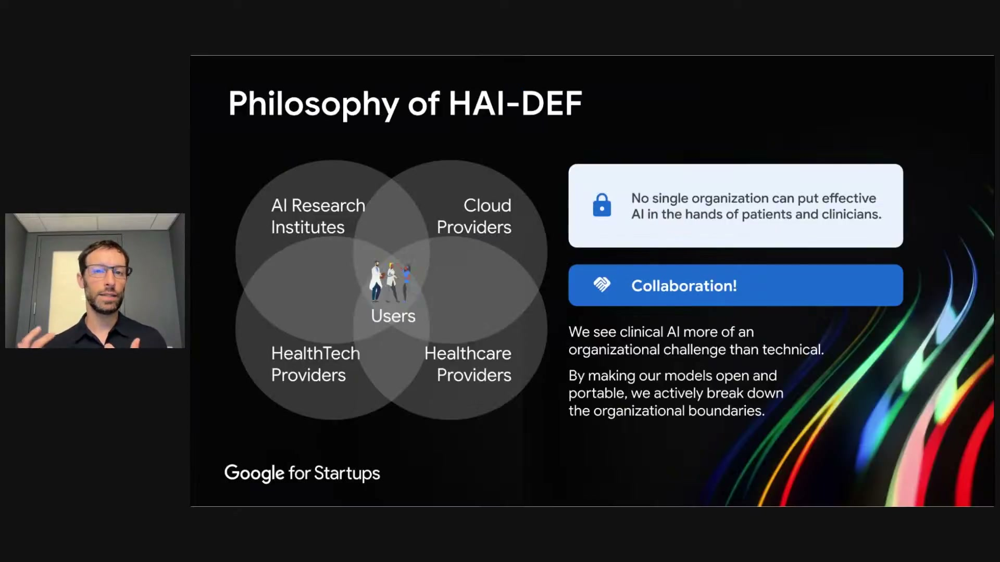 Philosophy of HAI-DEF
AI Research
Institutes
Cloud
Providers
Users
HealthTech
Providers
Healthcare
Providers
No single organization can put effective
AI in the hands of patients and clinicians.
Collaboration!
We see clinical AI more of an
organizational challenge than technical.
By making our models open and
portable, we actively break down
the organizational boundaries.
Google for Startups